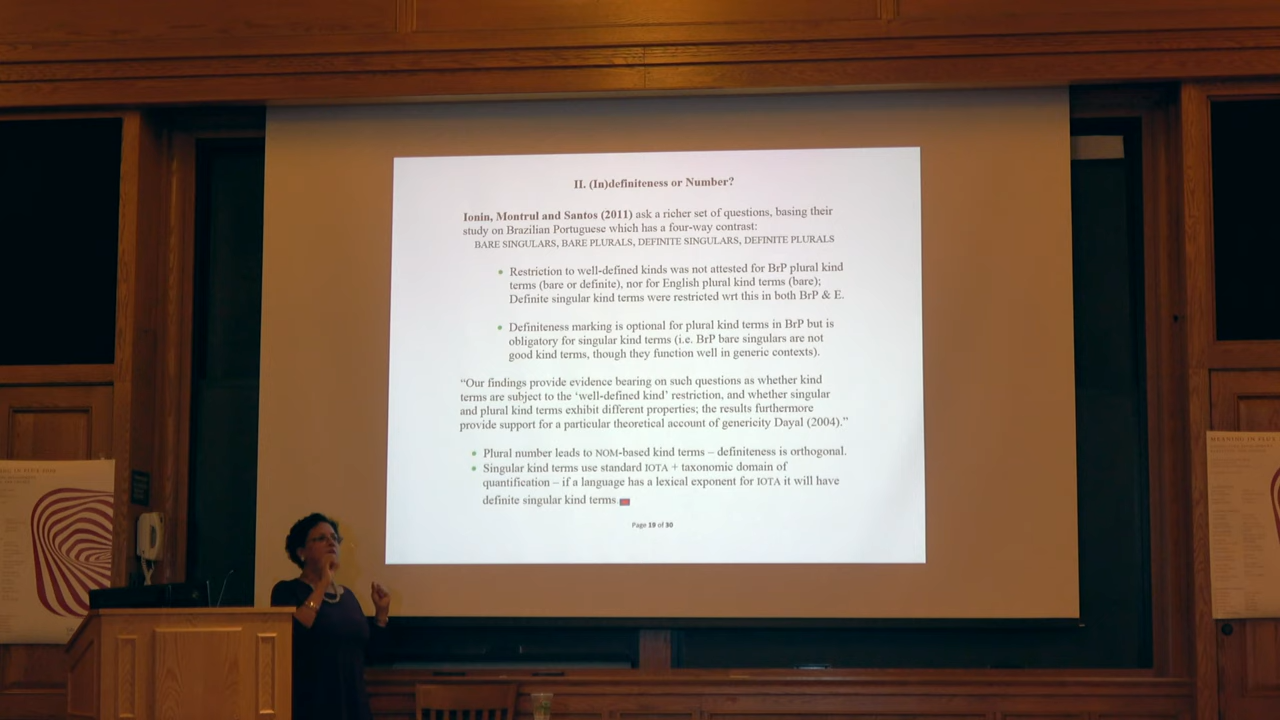 II. (In)definiteness or Number?
Ionin, Montrul and Santos (2011) ask a richer set of questions, basing their
study on Brazilian Portuguese which has a four-way contrast:
BARE SINGULARS, BARE PLURALS, DEFINITE SINGULARS, DEFINITE PLURALS
• Restriction to well-defined kinds was not attested for BrP plural kind
terms (bare or definite), nor for English plural kind terms (bare);
Definite singular kind terms were restricted wrt this in both BrP & E.
• Definiteness marking is optional for plural kind terms in BrP but is
obligatory for singular kind terms (i.e. BrP bare singulars are not
good kind terms, though they function well in generic contexts).
“Our findings provide evidence bearing on such questions as whether kind
terms are subject to the ‘well-defined kind’ restriction, and whether singular
and plural kind terms exhibit different properties; the results furthermore
provide support for a particular theoretical account of genericity Dayal (2004).”
• Plural number leads to NOM-based kind terms – definiteness is orthogonal.
• Singular kind terms use standard IOTA + taxonomic domain of
quantification – if a language has a lexical exponent for IOTA it will have
definite singular kind terms.
Page 19 of 30